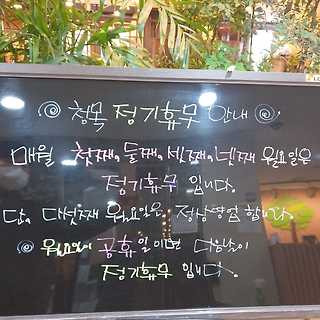 청목 정기휴무 안내
매월 첫째, 둘째, 셋째, 넷째 월요일은
정기휴무 입니다.
단, 다섯째 월요일은 정상영업 합니다.
월요일이 공휴일이면 다음날이
정기휴무 입니다.